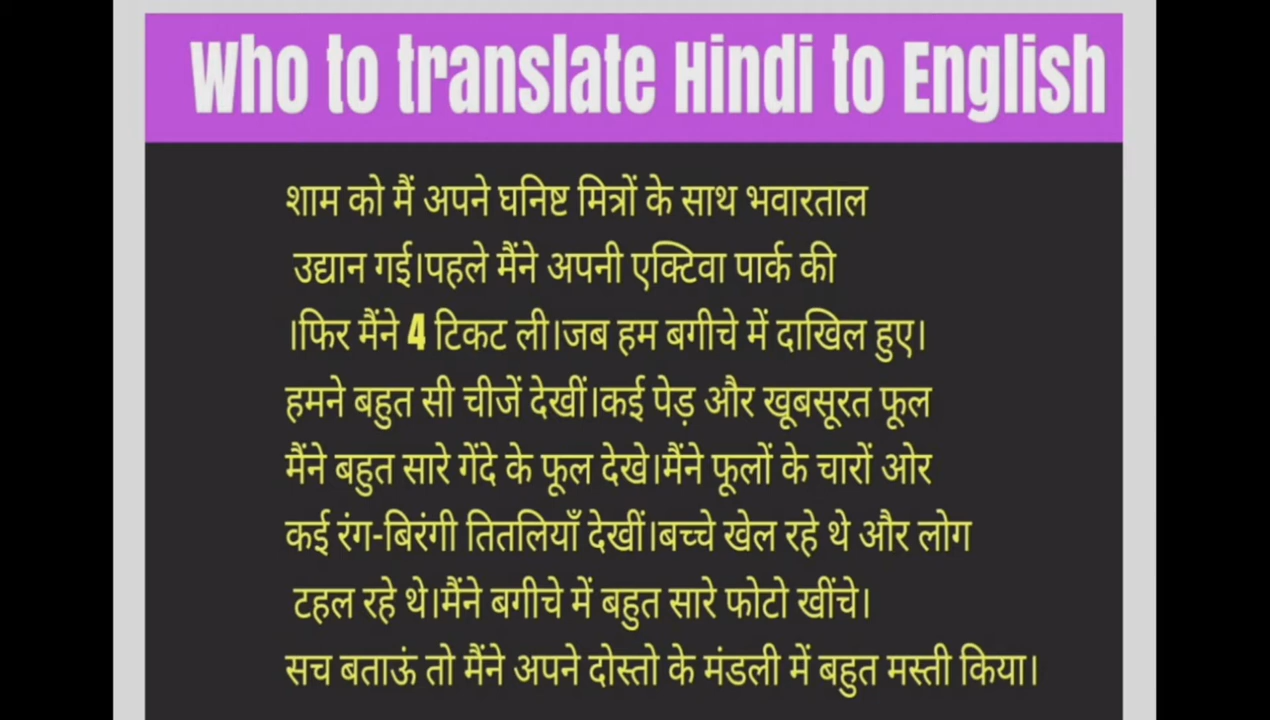 Who to translate Hindi to English
शाम को मैं अपने घनिष्ट मित्रों के साथ भवारताल
उद्यान गई।पहले मैंने अपनी एक्टिवा पार्क की
।फिर मैंने 4 टिकट ली।जब हम बगीचे में दाखिल हुए।
हमने बहुत सी चीजें देखीं।कई पेड़ और खूबसूरत फूल
मैंने बहुत सारे गेंदे के फूल देखे।मैंने फूलों के चारों ओर
कई रंग-बिरंगी तितलियाँ देखीं।बच्चे खेल रहे थे और लोग
टहल रहे थे।मैंने बगीचे में बहुत सारे फोटो खींचे।
सच बताऊं तो मैंने अपने दोस्तो के मंडली में बहुत मस्ती किया।